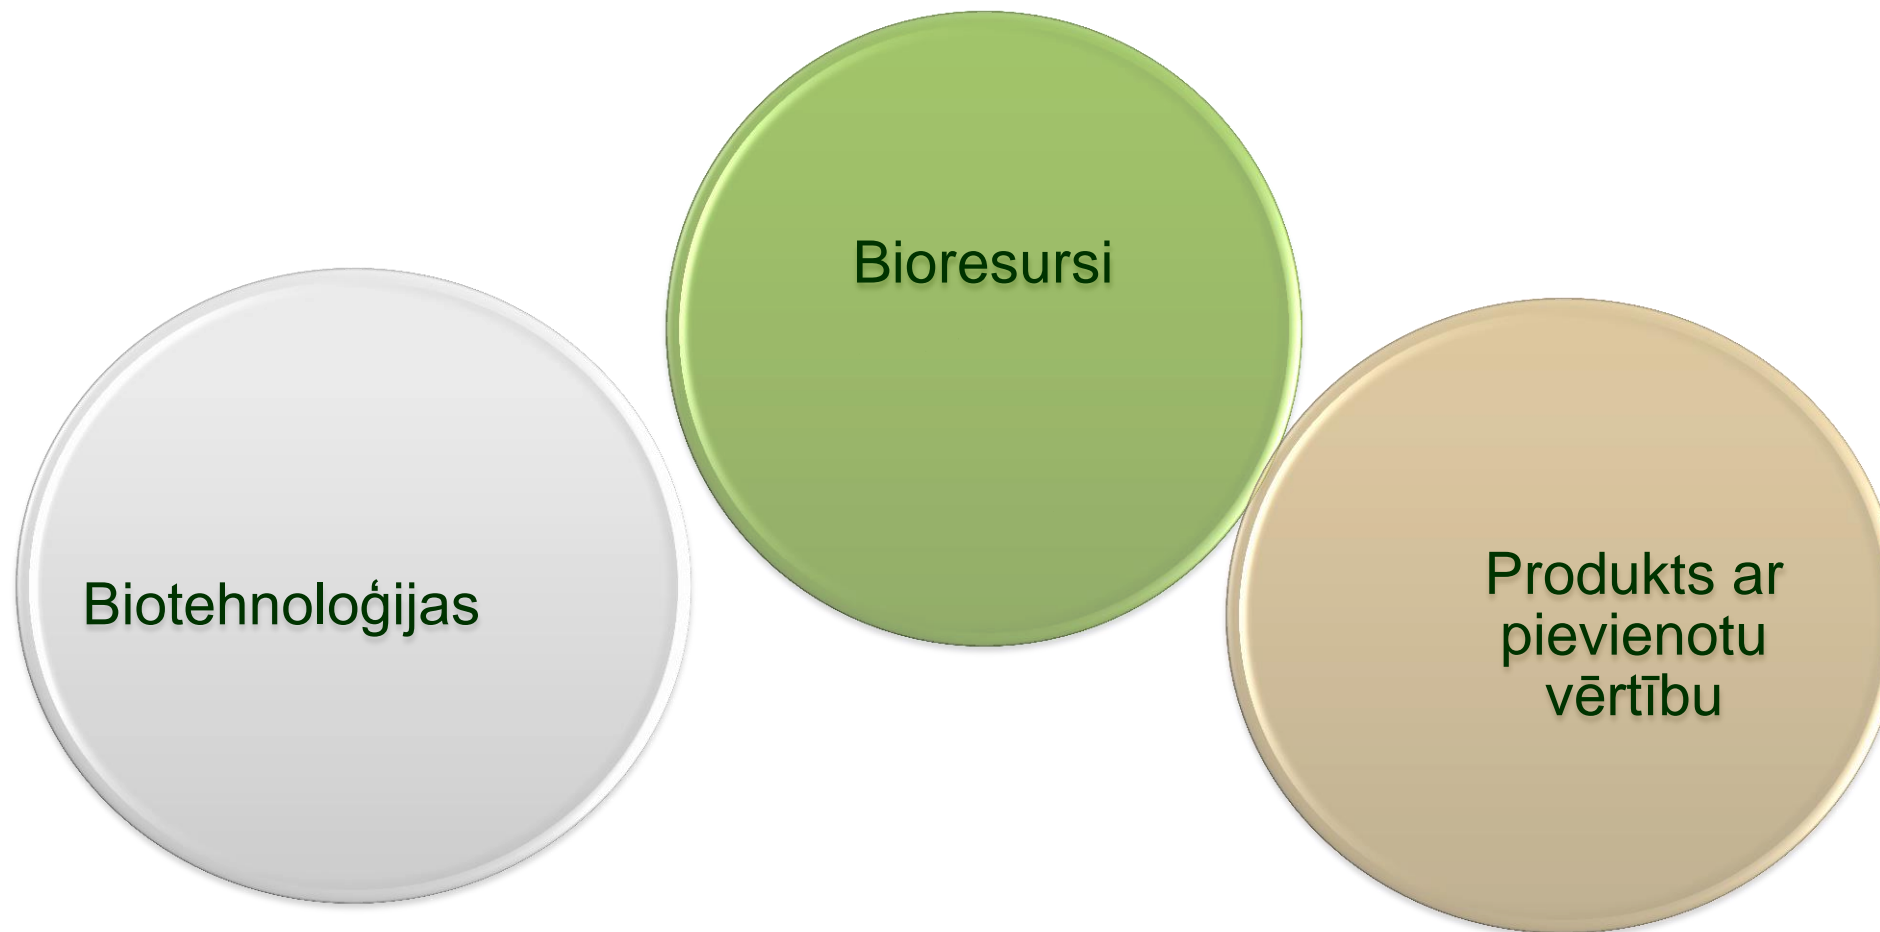 Bioresursi
Biotehnoloģijas
Produkts ar
pievienotu
vērtību